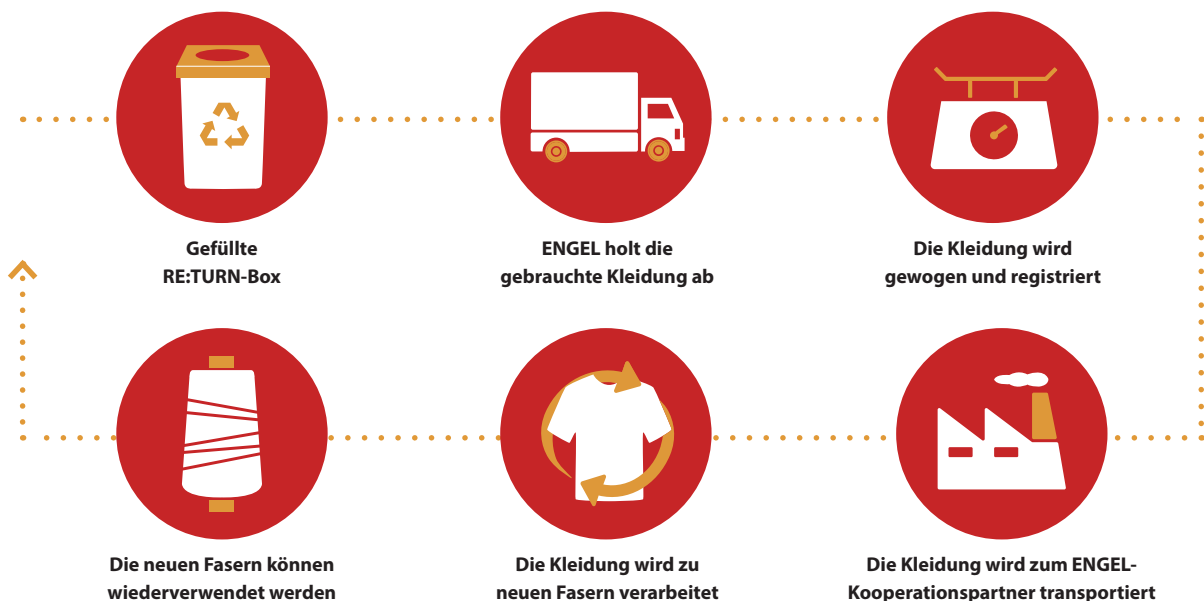 Gefüllte
RE:TURN-Box
ENGEL holt die
gebrauchte Kleidung ab
Die Kleidung wird
gewogen und registriert
Die neuen Fasern können
wiederverwendet werden
Die Kleidung wird zu
neuen Fasern verarbeitet
Die Kleidung wird zum ENGEL-
Kooperationspartner transportiert